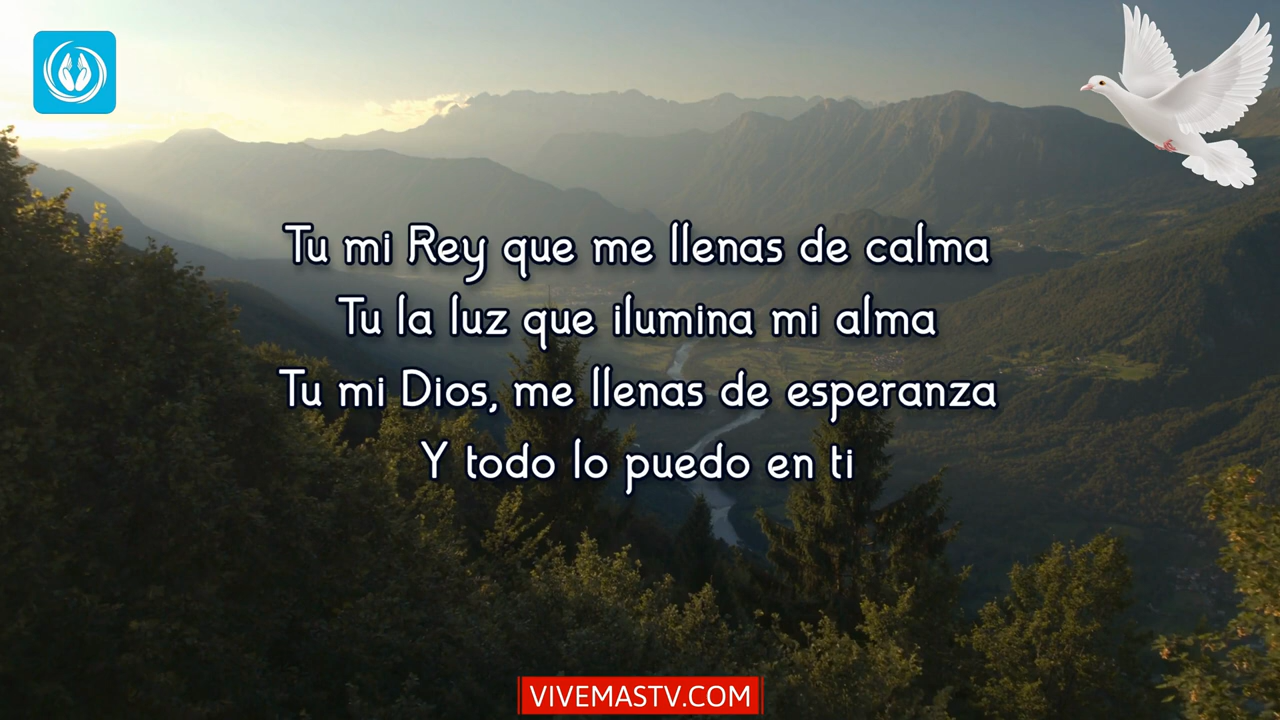 Tu mi Rey que me llenas de calma
Tu la luz que ilumina mi alma
Tu mi Dios, me llenas de esperanza
Y todo lo puedo en ti
VIVEMASTV.COM